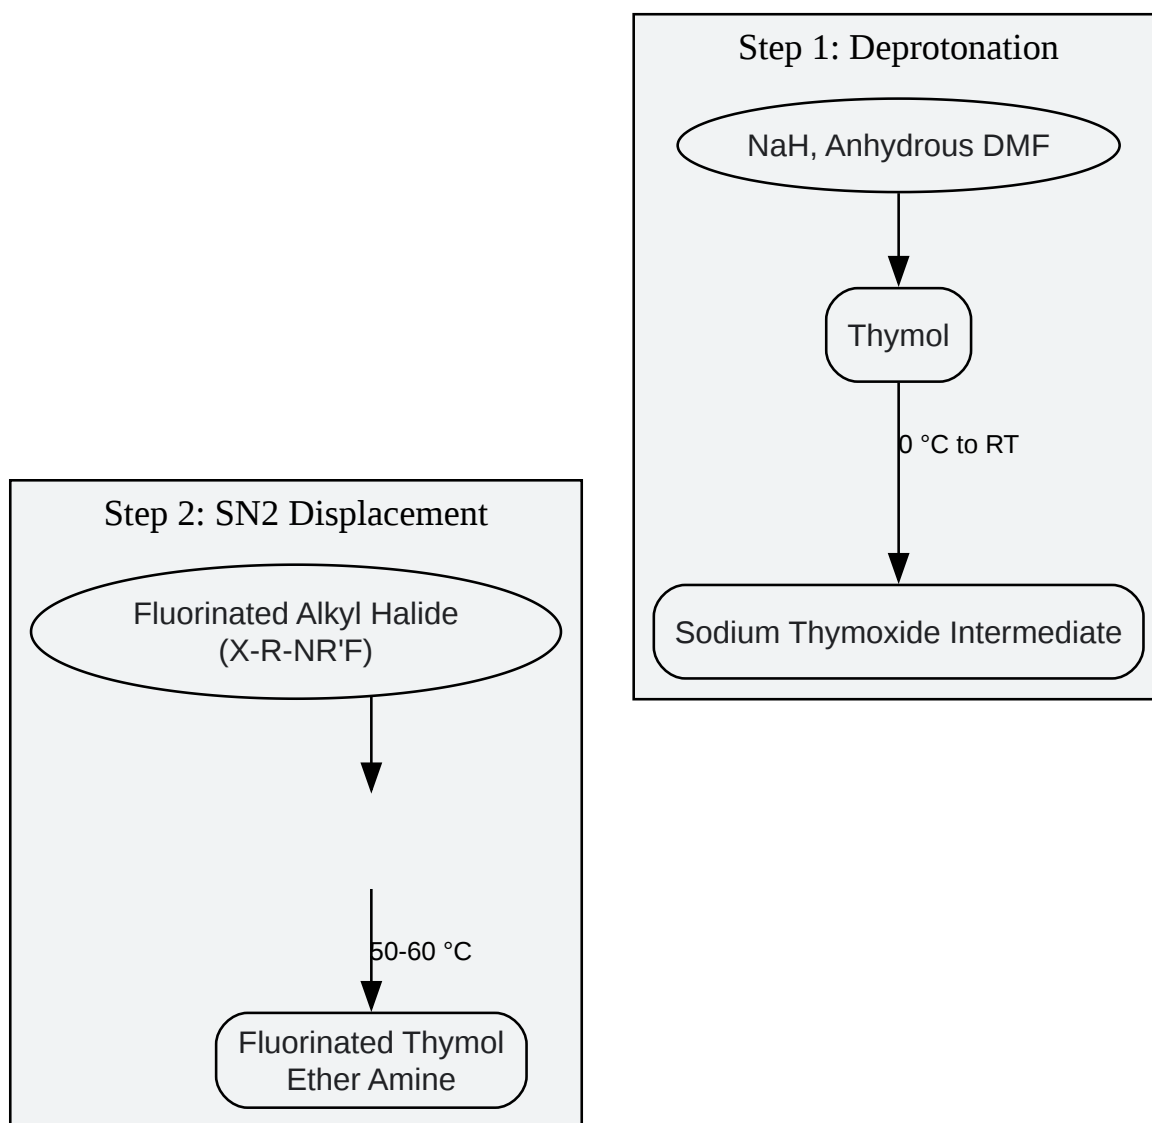 Step 1: Deprotonation
NaH, Anhydrous DMF
Thymol
0 °C to RT
Sodium Thymoxide Intermediate
Step 2: SN2 Displacement
Fluorinated Alkyl Halide
(X-R-NR'F)
50-60 °C
Fluorinated Thymol
Ether Amine